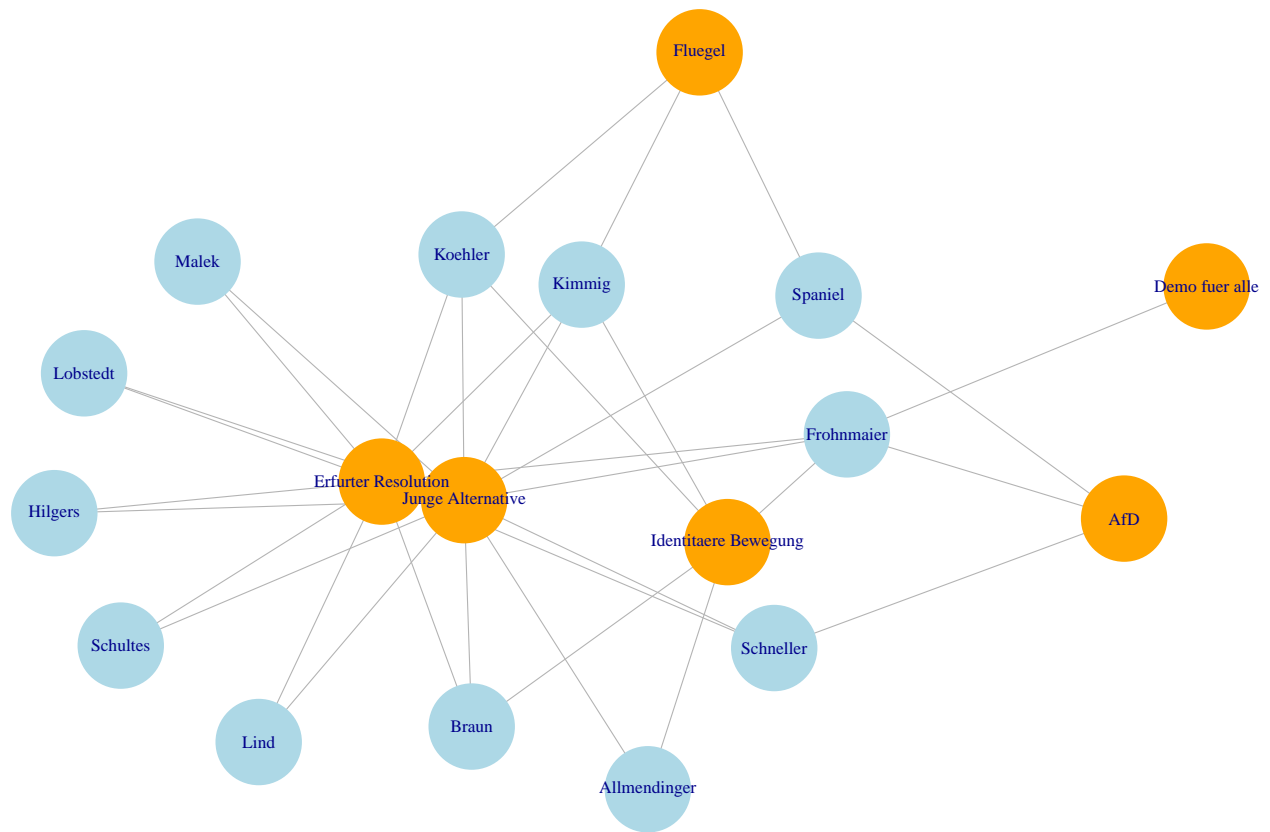 Fluegel
Koehler
Malek
Kimmig
Demo fuer alle
Spaniel
Lobstedt
Frohnmaier
Erfurter Resolution
Junge Alternative
Hilgers
AfD
Identitaere Bewegung
Schultes
Schneller
Braun
Lind
Allmendinger